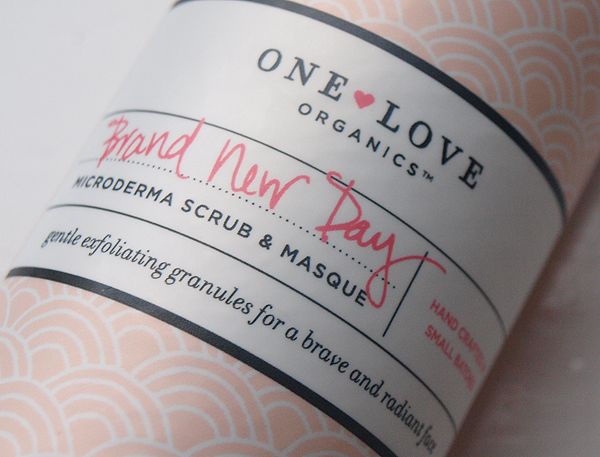 ONE LOVE
ORGANICS™
Brand New Day
MICRODERMA SCRUB & MASQUE
gentle exfoliating granules for a brave and radiant face
HAND CRAFTED
SMALL